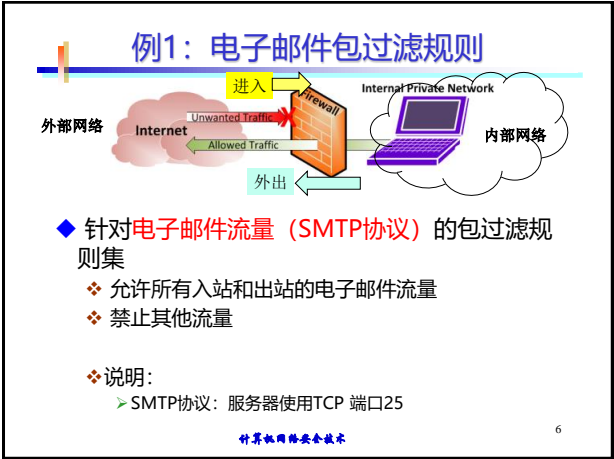 例1：电子邮件包过滤规则
进入
Internal Private Network
Firewall
外部网络
Unwanted Traffic
Internet
内部网络
Allowed Traffic
外出
针对电子邮件流量（SMTP协议）的包过滤规
则集
允许所有入站和出站的电子邮件流量
禁止其他流量
说明：
SMTP协议：服务器使用TCP 端口25
计算机网络安全技术
6